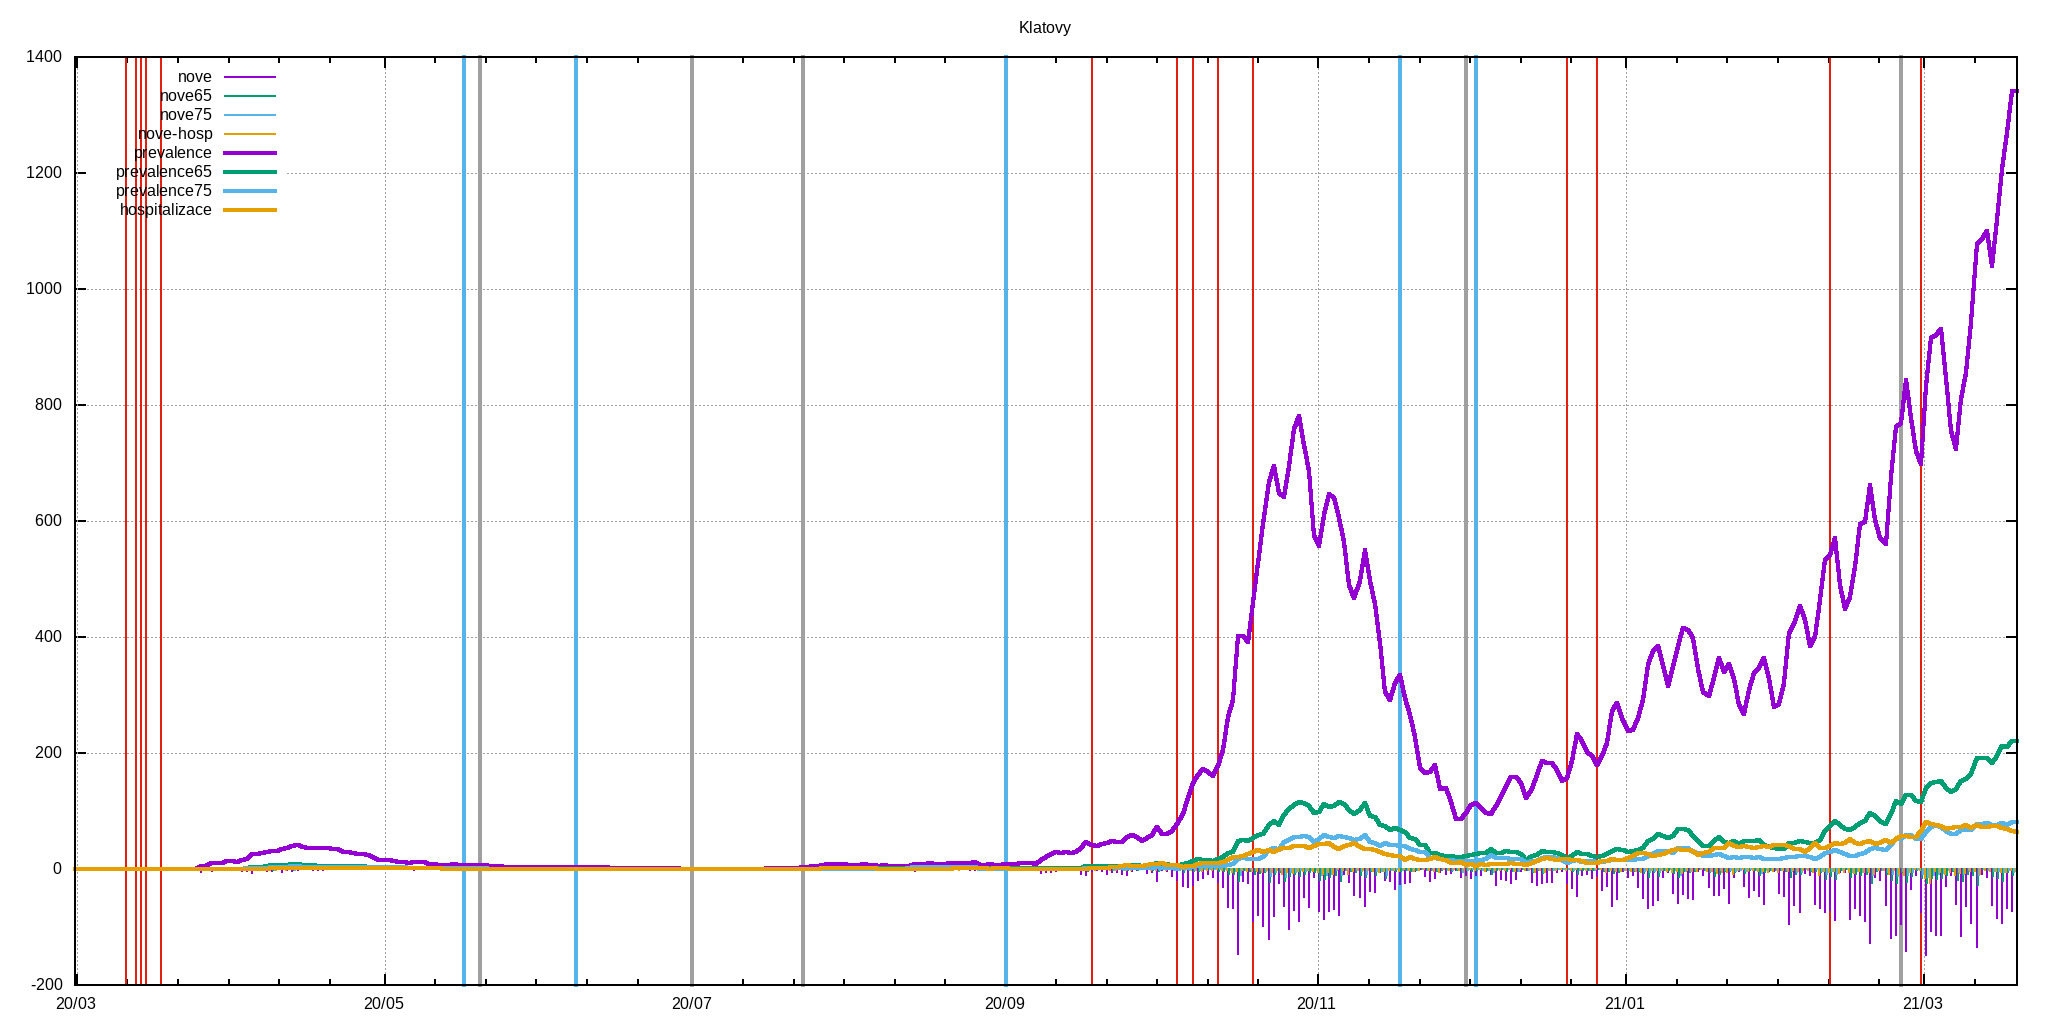 Klatovy
1400
nove
nove65
nove75
nove-hosp
prevalence
prevalence65
1200
prevalence75
hospitalizace
1000
800
600
400
200
0
-200
20/03 20/05 20/07 20/09 20/11 21/01 21/03